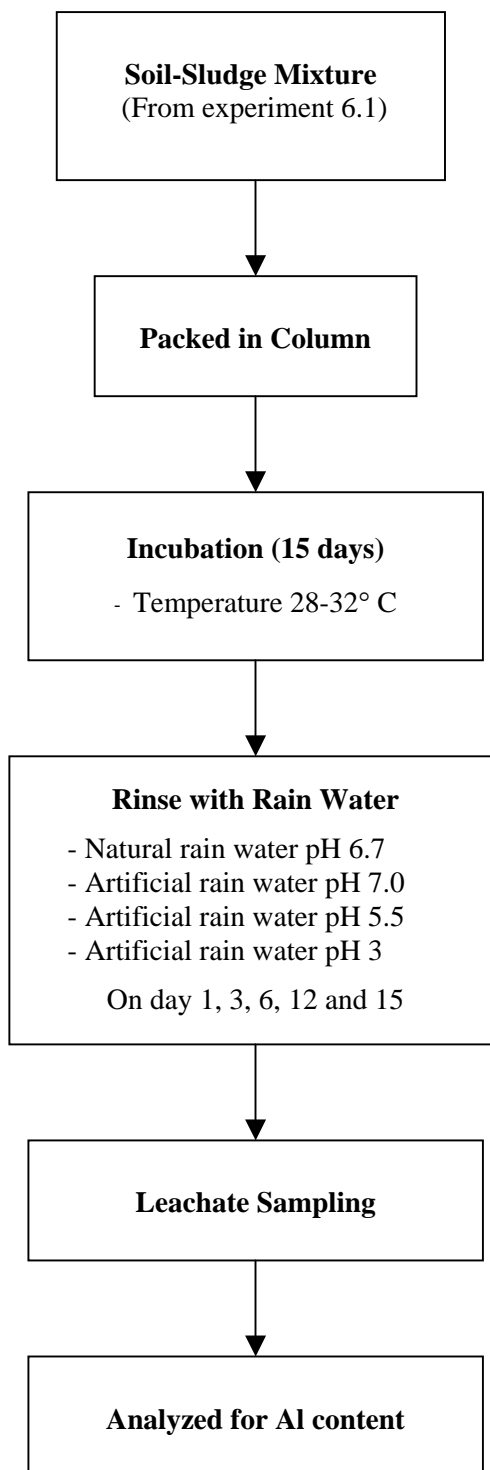 Soil-Sludge Mixture
(From experiment 6.1)
Packed in Column
Incubation (15 days)
- Temperature 28-32° C
Rinse with Rain Water
- Natural rain water pH 6.7
- Artificial rain water pH 7.0
- Artificial rain water pH 5.5
- Artificial rain water pH 3
On day 1, 3, 6, 12 and 15
Leachate Sampling
Analyzed for Al content